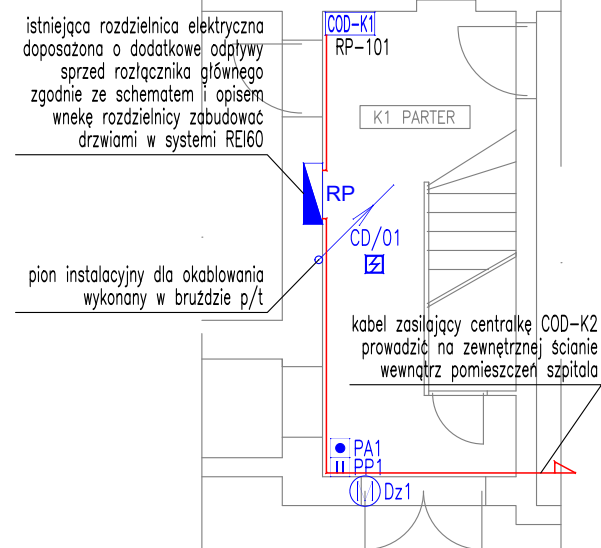 istniejąca rozdzielnica elektryczna
doposażona o dodatkowe odpływy
sprzed rozłącznika głównego
zgodnie ze schematem i opisem
wnekę rozdzielicy zabudować
drzwiami w systemi REI60
COD-K1
RP-101
K1 PARTER
RP
CD/01
pion instalacyjny dla okablowania
wykonany w bruździe p/t
kabel zasilający centralkę COD-K2
prowadzić na zewnętrznej ścianie
wewnątrz pomieszczeń szpitala
PA1
PP1
Dz1